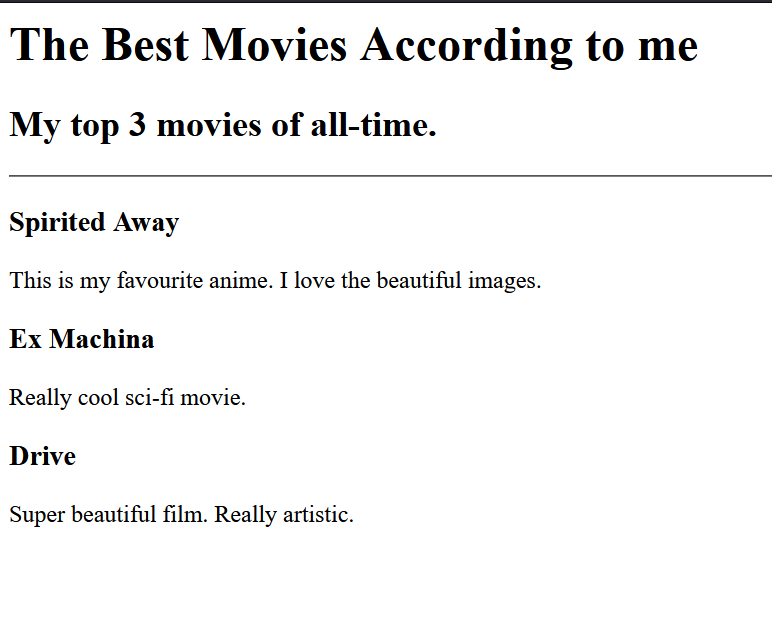 The Best Movies According to me
My top 3 movies of all-time.
Spirited Away
This is my favourite anime. I love the beautiful images.
Ex Machina
Really cool sci-fi movie.
Drive
Super beautiful film. Really artistic.